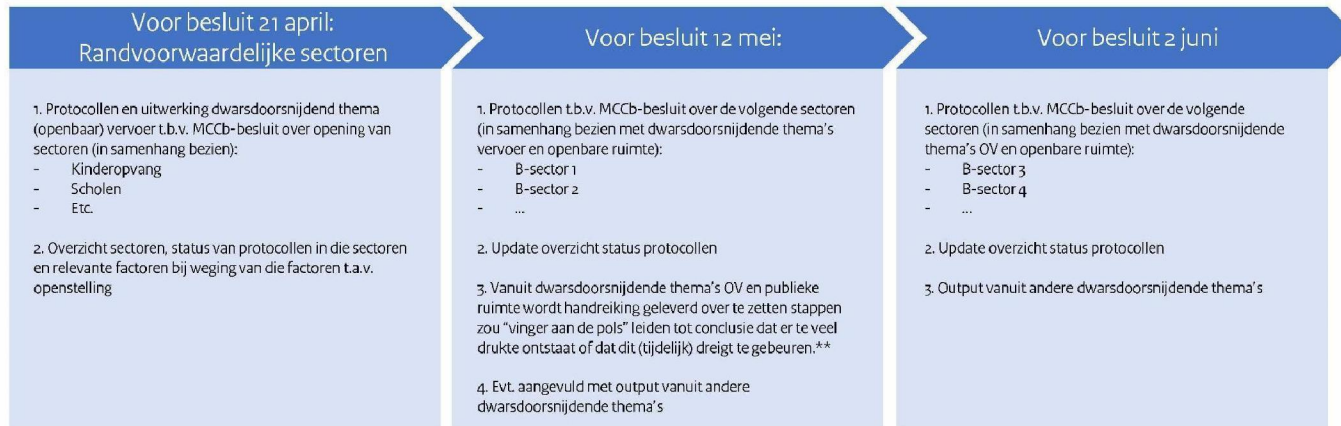 Voor besluit 21 april:
Randvoorwaardelijke sectoren
1. Protocollen en uitwerking dwarsdoorsnijdend thema
(openbaar) vervoer t.b.v. MCCb-besluit over opening van
sectoren (in samenhang bezien):
- Kinderopvang
- Scholen
- Etc.
2. Overzicht sectoren, status van protocollen in die sectoren
en relevante factoren bij weging van die factoren t.a.v.
openstelling
Voor besluit 12 mei:
1. Protocollen t.b.v. MCCb-besluit over de volgende sectoren
(in samenhang bezien met dwarsdoorsnijdende thema's
vervoer en openbare ruimte):
- B-sector 1
- B-sector 2
- ...
2. Update overzicht status protocollen
3. Vanuit dwarsdoorsnijdende thema's OV en publieke
ruimte wordt handreiking geleverd over te zetten stappen
zou "vinger aan de pols" leiden tot conclusie dat er te veel
drukte ontstaat of dat dit (tijdelijk) dreigt te gebeuren.**
4. Evt. aangevuld met output vanuit andere
dwarsdoorsnijdende thema's
Voor besluit 2 juni
1. Protocollen t.b.v. MCCb-besluit over de volgende
sectoren (in samenhang bezien met dwarsdoorsnijdende
thema's OV en openbare ruimte):
- B-sector 3
- B-sector 4
- ...
2. Update overzicht status protocollen
3. Output vanuit andere dwarsdoorsnijdende thema's